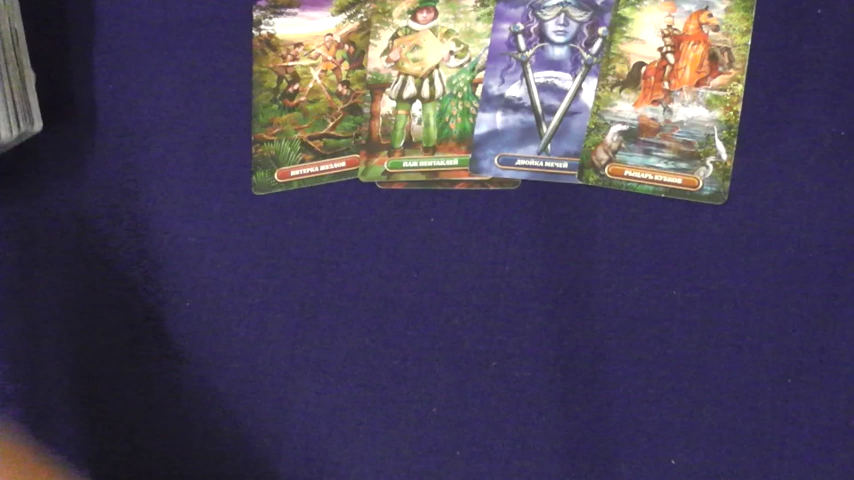 ПЯТЕРКА ЖЕЗЛОВ
ПАЖ ПЕНТАКЛЕЙ
ДВОЙКА МЕЧЕЙ
РЫЦАРЬ КУБКОВ